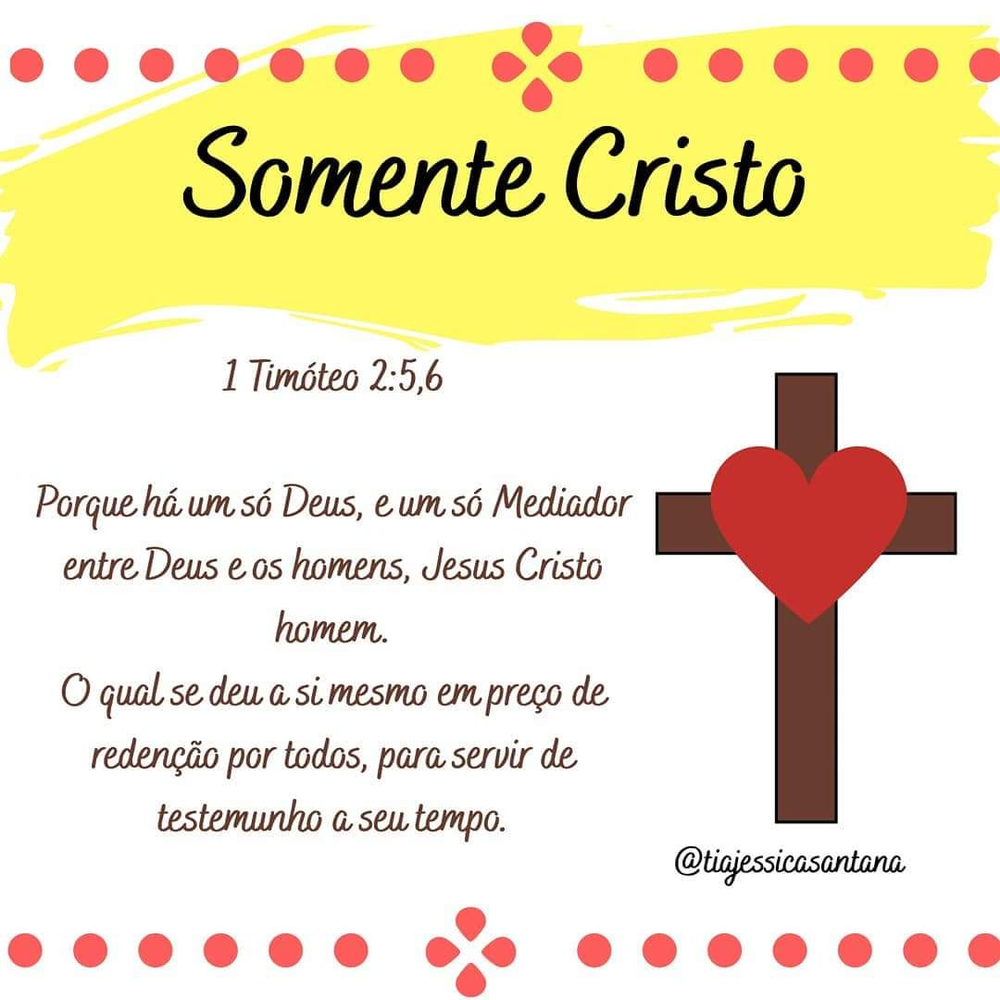 Somente Cristo
1 Timóteo 2:5,6
Porque há um só Deus, e um só Mediador
entre Deus e os homens, Jesus Cristo
homem.
O qual se deu a si mesmo em preço de
redenção por todos, para servir de
testemunho a seu tempo.
@tiajessicasantana